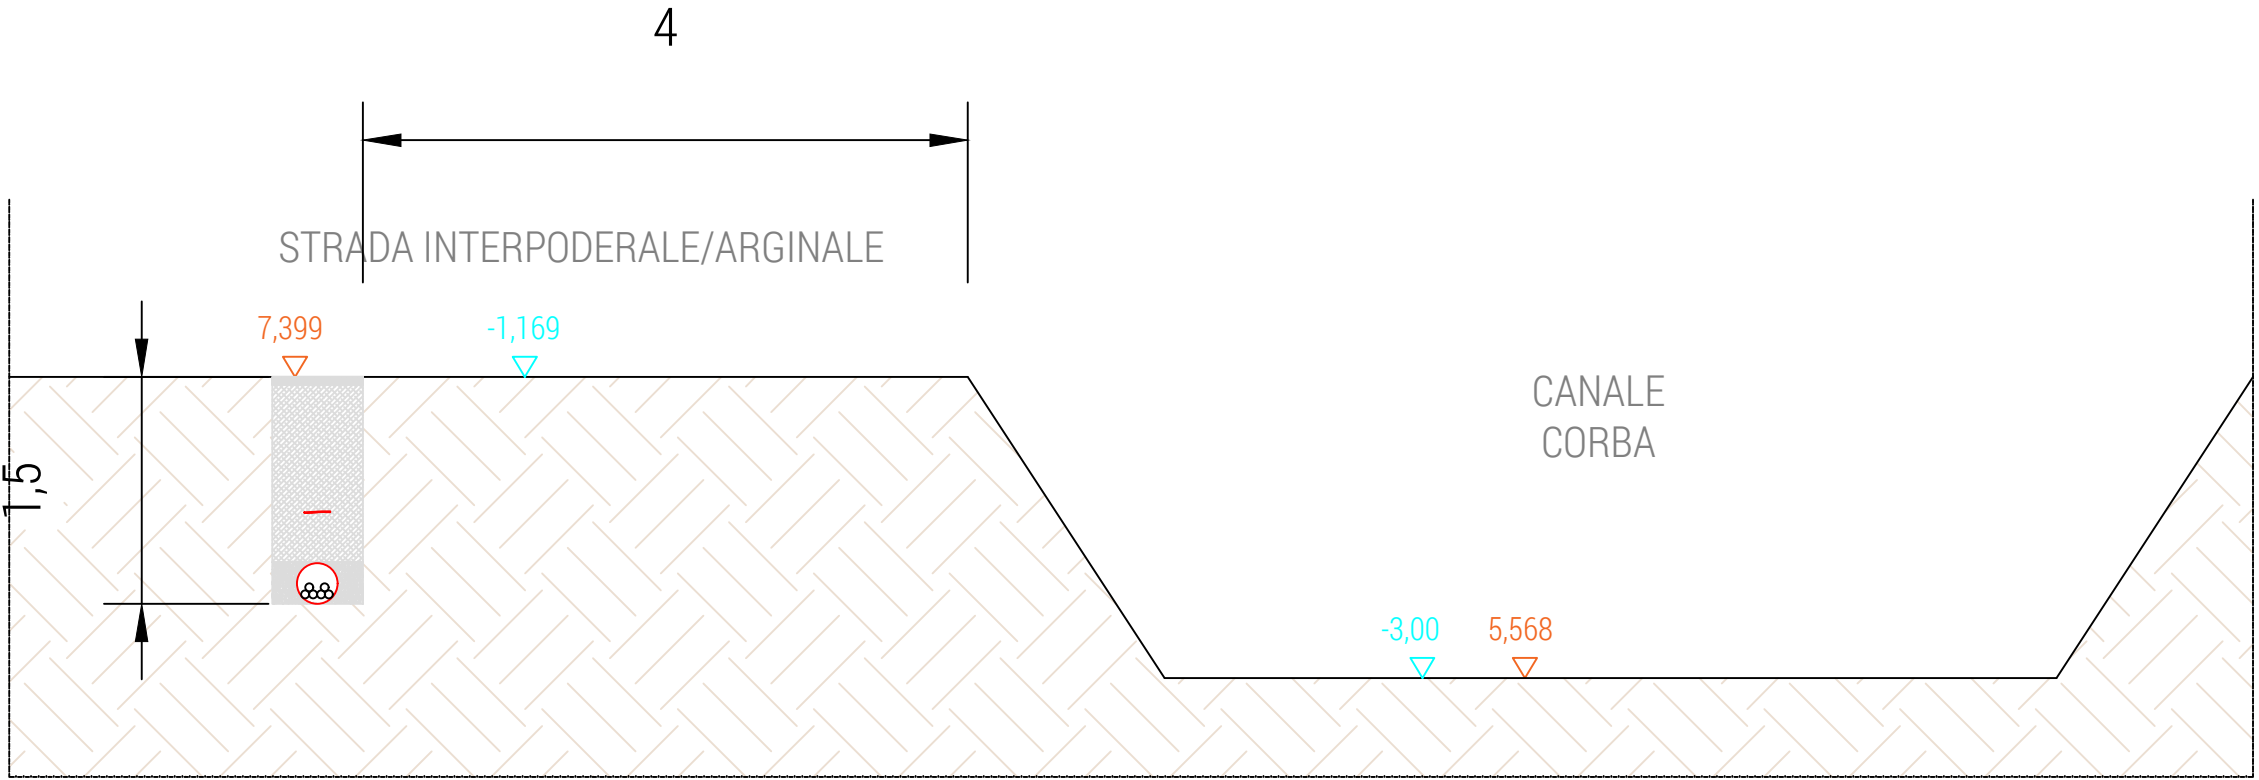 4
STRADA INTERPODERALE/ARGINALE
7,399
-1,169
CANALE
CORBA
1,5
-3,00
5,568